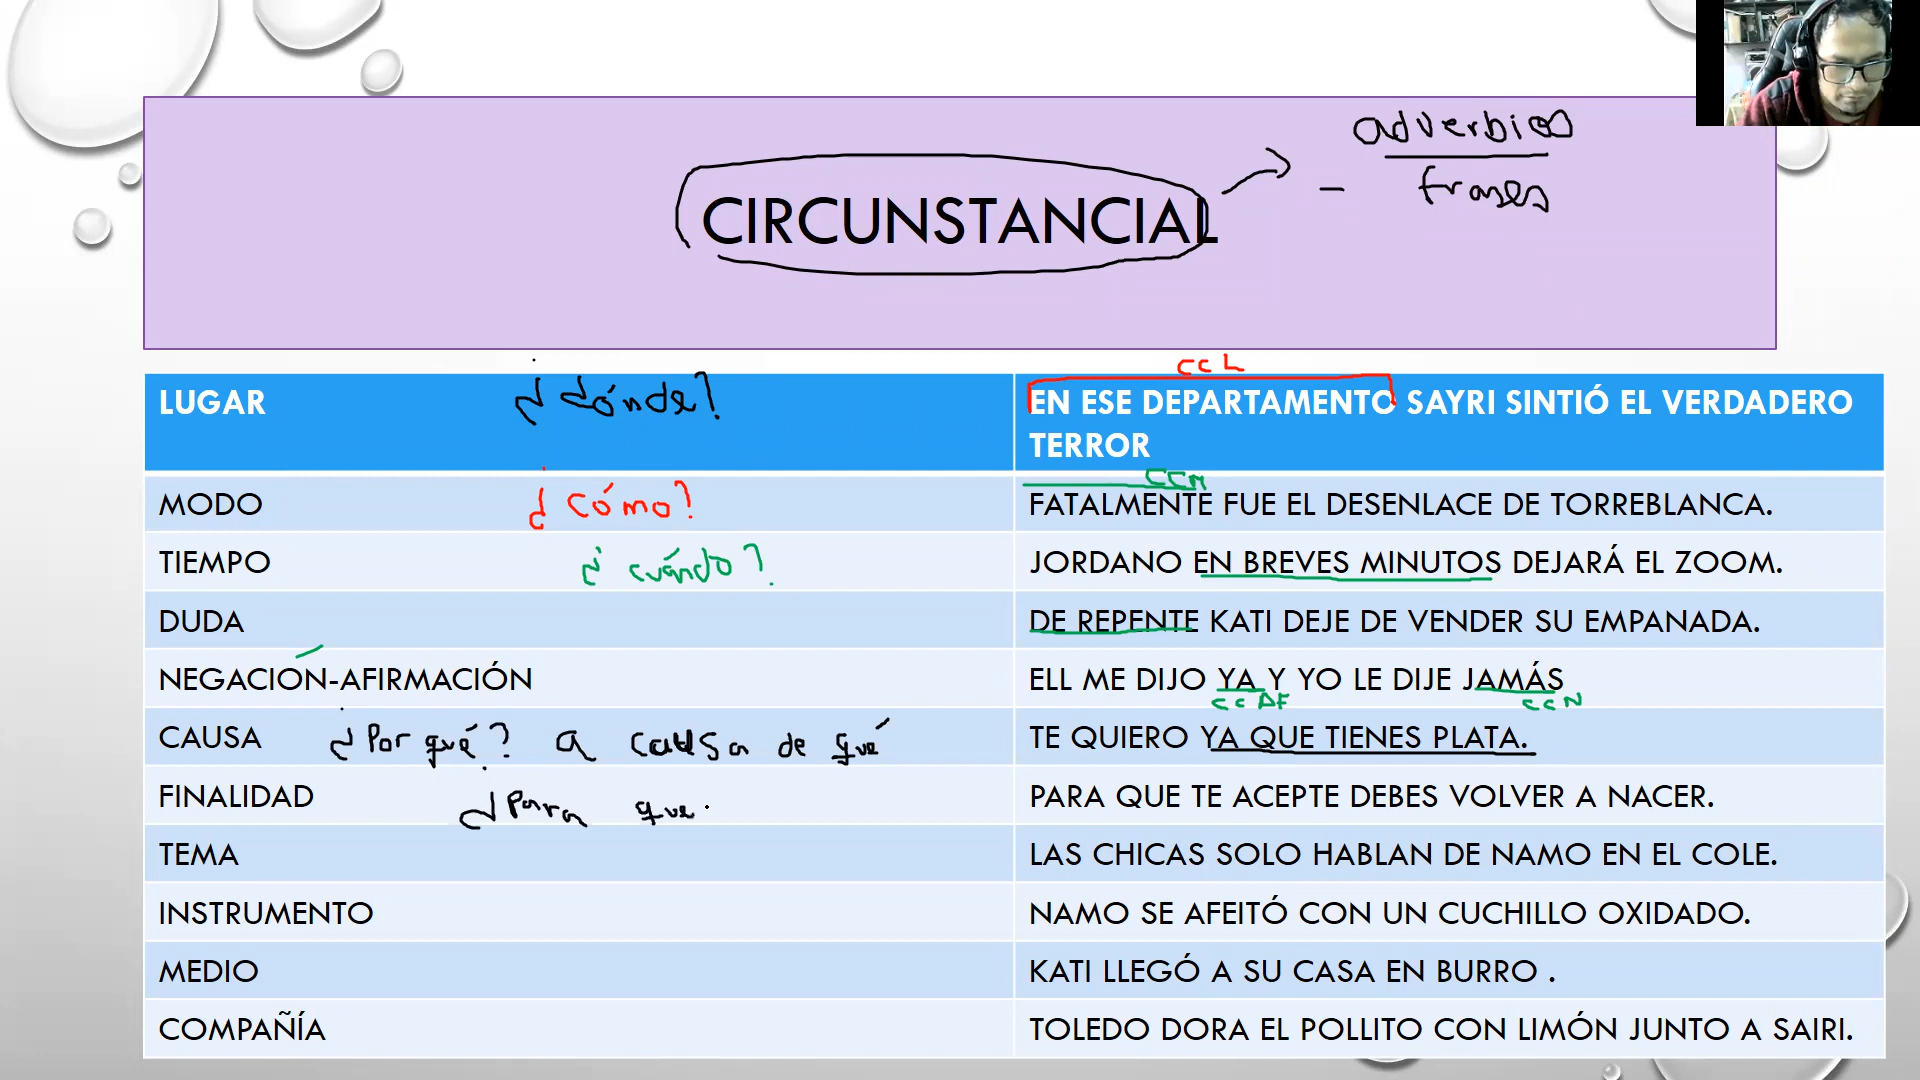 adverbios
- frases
CIRCUNSTANCIAL
CCL
LUGAR ¿dónde? EN ESE DEPARTAMENTO SAYRI SINTIÓ EL VERDADERO
TERROR
CCM
MODO ¿cómo? FATALMENTE FUE EL DESENLACE DE TORREBLANCA.
TIEMPO ¿cuándo? JORDANO EN BREVES MINUTOS DEJARÁ EL ZOOM.
DUDA DE REPENTE KATI DEJE DE VENDER SU EMPANADA.
NEGACION-AFIRMACIÓN ELL ME DIJO YA Y YO LE DIJE JAMÁS
CCAF CCN
CAUSA ¿Por qué? a causa de qué TE QUIERO YA QUE TIENES PLATA.
FINALIDAD ¿Para que PARA QUE TE ACEPTE DEBES VOLVER A NACER.
TEMA LAS CHICAS SOLO HABLAN DE NAMO EN EL COLE.
INSTRUMENTO NAMO SE AFEITÓ CON UN CUCHILLO OXIDADO.
MEDIO KATI LLEGÓ A SU CASA EN BURRO .
COMPAÑÍA TOLEDO DORA EL POLLITO CON LIMÓN JUNTO A SAIRI.